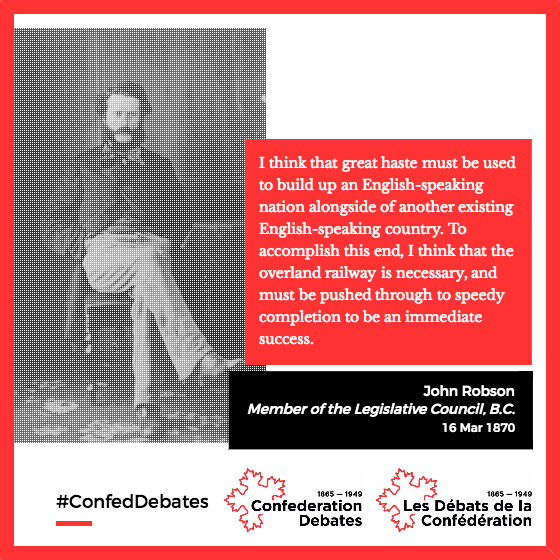 I think that great haste must be used
to build up an English-speaking
nation alongside of another existing
English-speaking country. To
accomplish this end, I think that the
overland railway is necessary, and
must be pushed through to speedy
completion to be an immediate
success.
John Robson
Member of the Legislative Council, B.C.
16 Mar 1870
#ConfedDebates
1865 — 1949
Confederation
Debates
1865 — 1949
Les Débats de la
Confédération